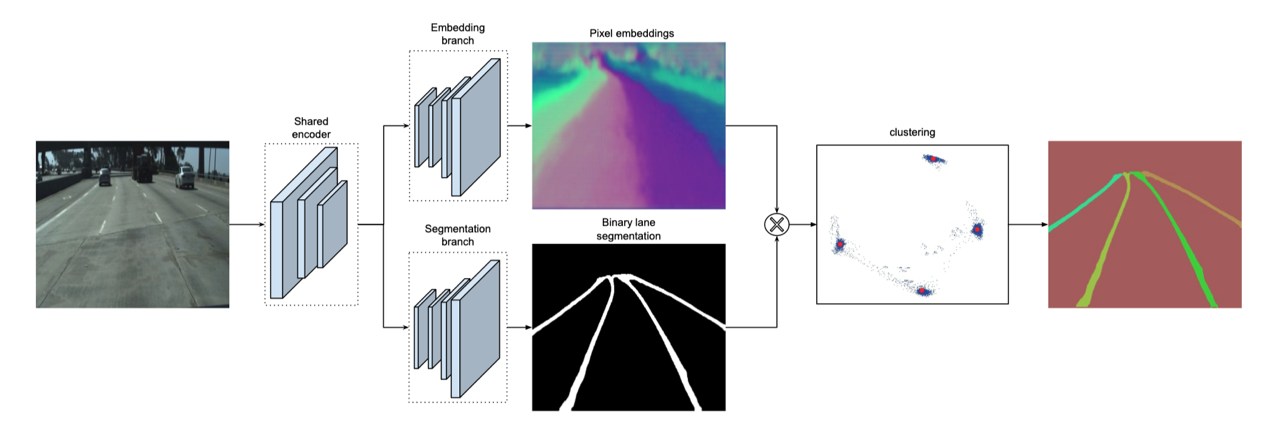 Embedding
branch
Pixel embeddings
Shared
encoder
clustering
Segmentation
branch
Binary lane
segmentation